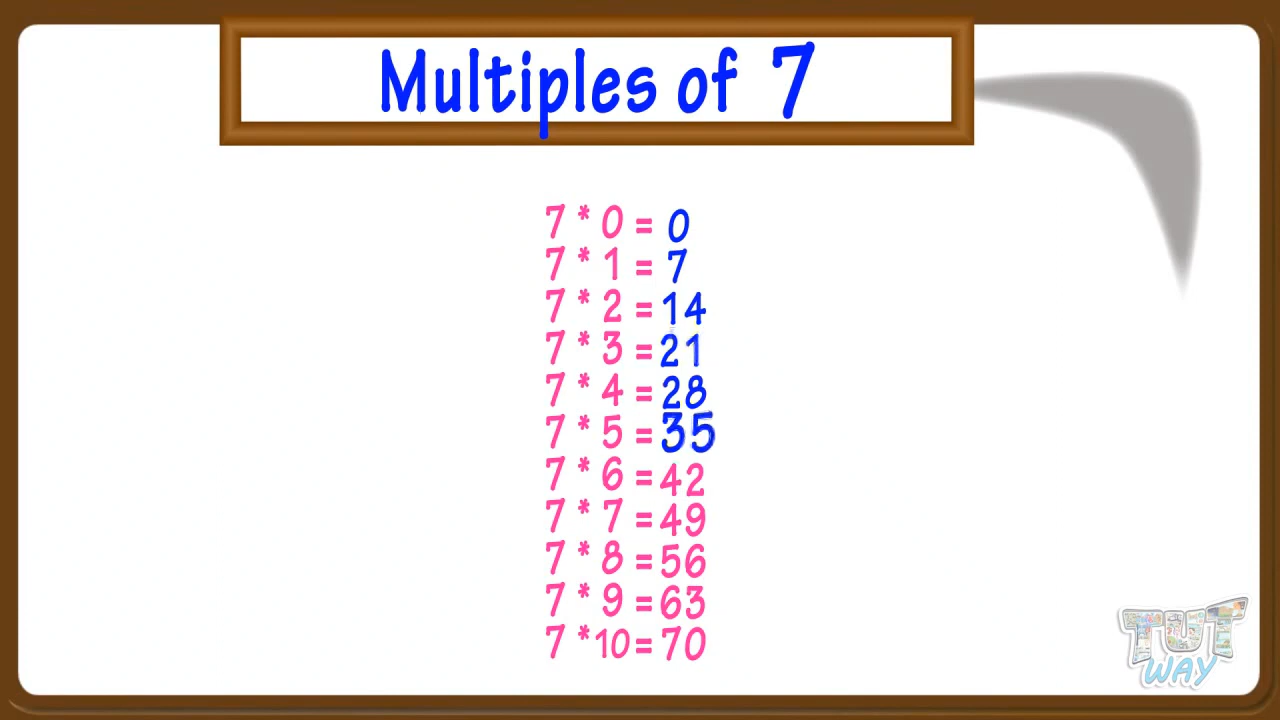 Multiples of 7
7 * 0 = 0
7 * 1 = 7
7 * 2 = 14
7 * 3 = 21
7 * 4 = 28
7 * 5 = 35
7 * 6 = 42
7 * 7 = 49
7 * 8 = 56
7 * 9 = 63
7 * 10 = 70
TUT
WAY